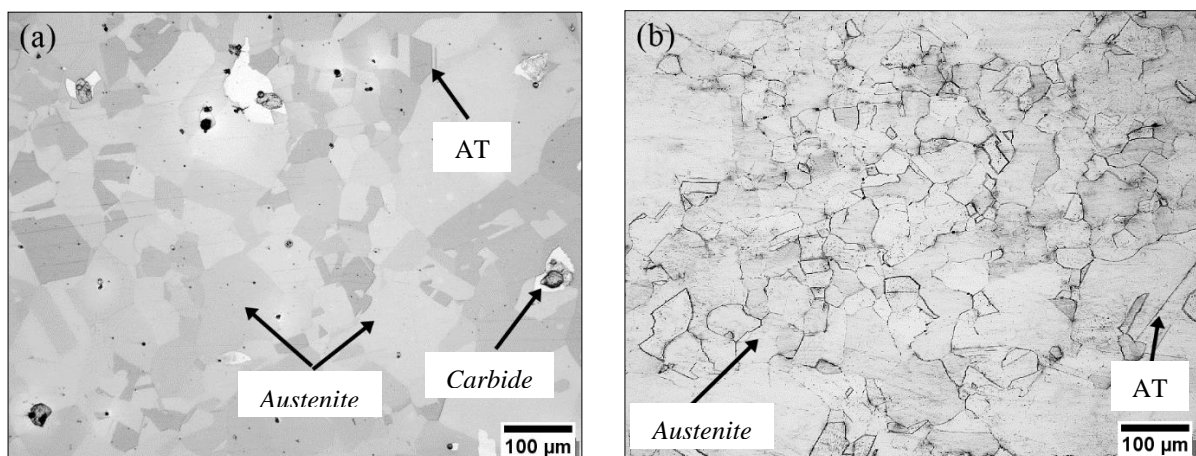 (a)
AT
Austenite
Carbide
100 µm
(b)
Austenite
AT
100 µm